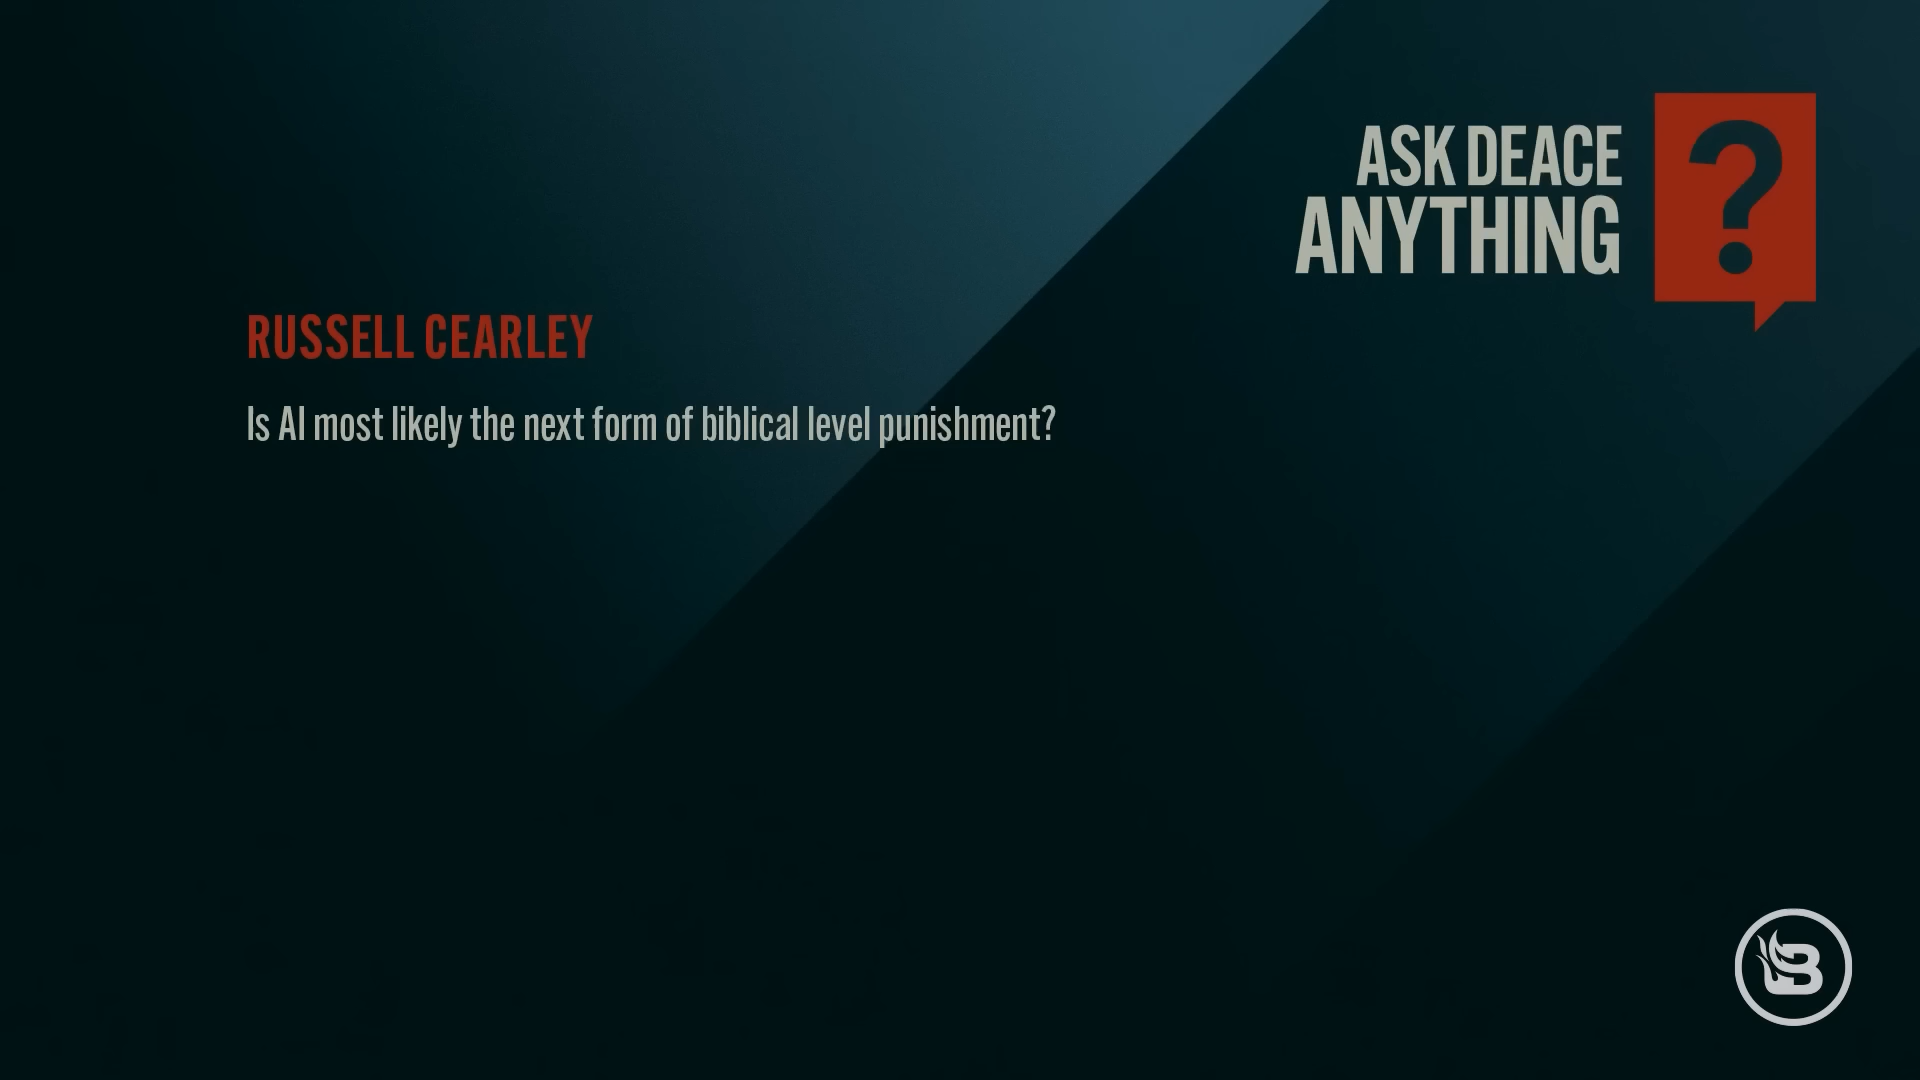 ASK DEACE
ANYTHING
?
RUSSELL CEARLEY
Is AI most likely the next form of biblical level punishment?
B